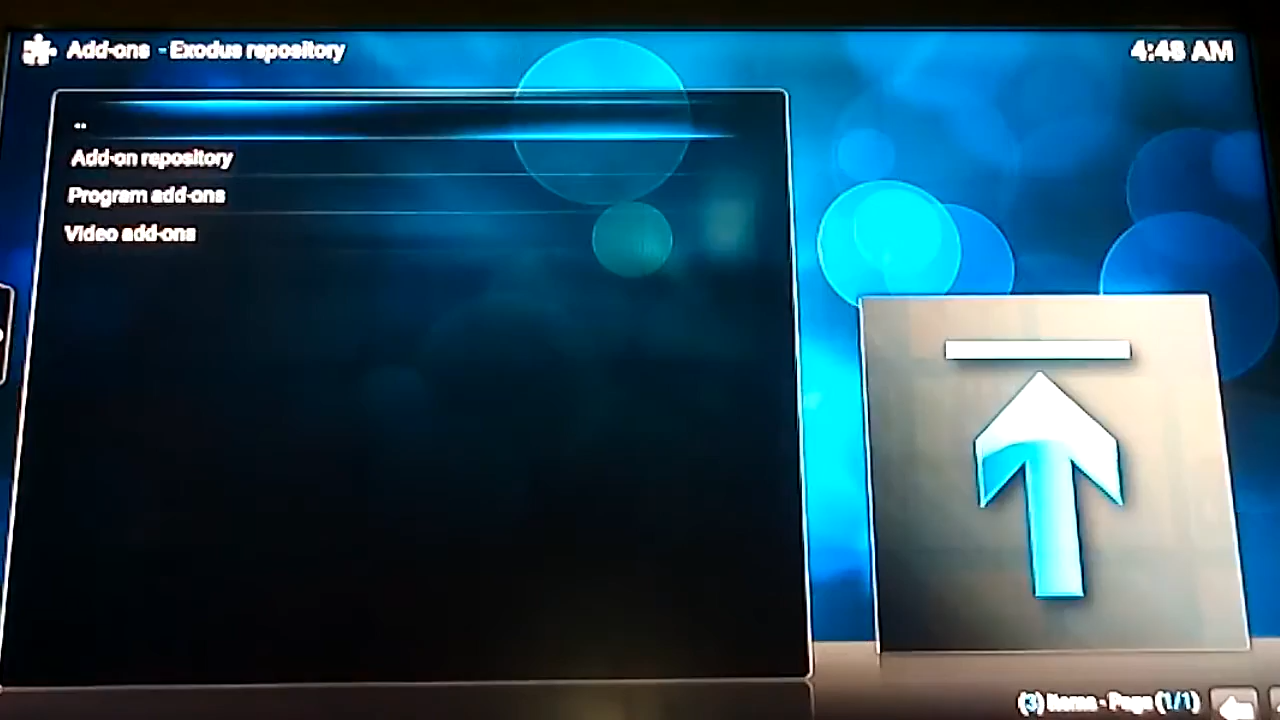 Add-ons - Exodus repository
4:48 AM
..
Add-on repository
Program add-ons
Video add-ons
(3) Items - Page (1/1)